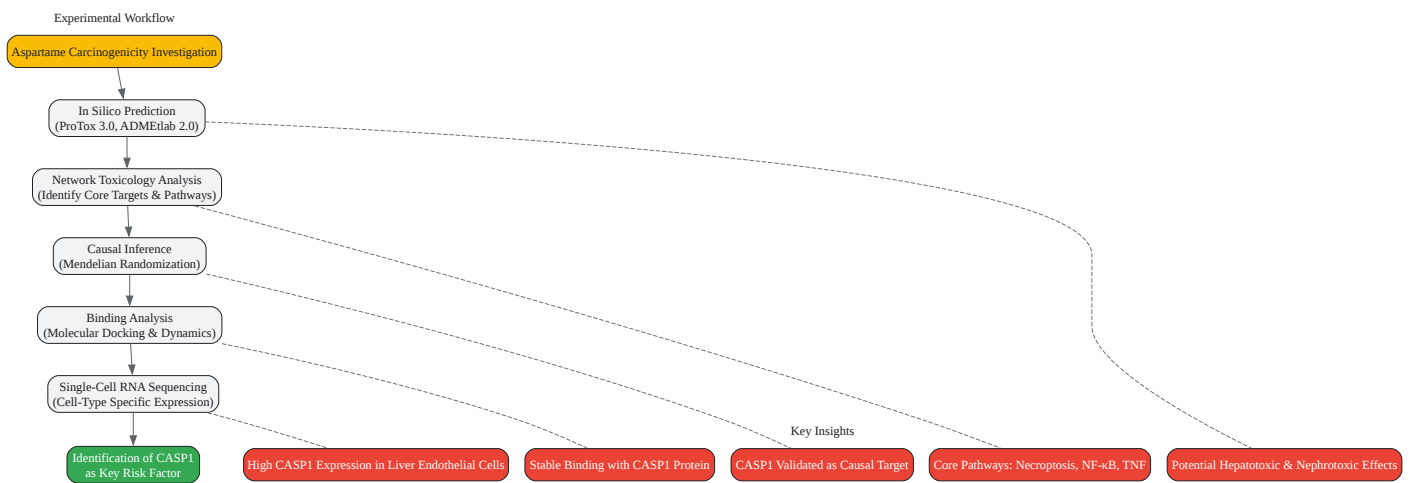 Experimental Workflow
Aspartame Carcinogenicity Investigation
In Silico Prediction
(ProTox 3.0, ADMEtlab 2.0)
Network Toxicology Analysis
(Identify Core Targets & Pathways)
Causal Inference
(Mendelian Randomization)
Binding Analysis
(Molecular Docking & Dynamics)
Single-Cell RNA Sequencing
(Cell-Type Specific Expression)
Identification of CASP1
as Key Risk Factor
Key Insights
High CASP1 Expression in Liver Endothelial Cells
Stable Binding with CASP1 Protein
CASP1 Validated as Causal Target
Core Pathways: Necroptosis, NF-κB, TNF
Potential Hepatotoxic & Nephrotoxic Effects